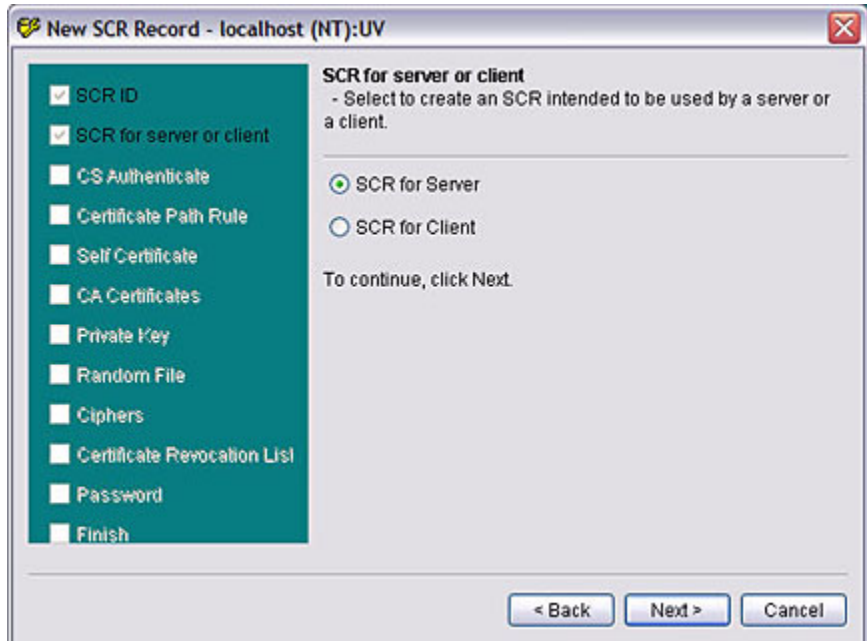 New SCR Record - localhost (NT):UV
SCR ID
SCR for server or client
CS Authenticate
Certificate Path Rule
Self Certificate
CA Certificates
Private Key
Random File
Ciphers
Certificate Revocation List
Password
Finish
SCR for server or client
- Select to create an SCR intended to be used by a server or
a client.
SCR for Server
SCR for Client
To continue, click Next.
< Back
Next >
Cancel